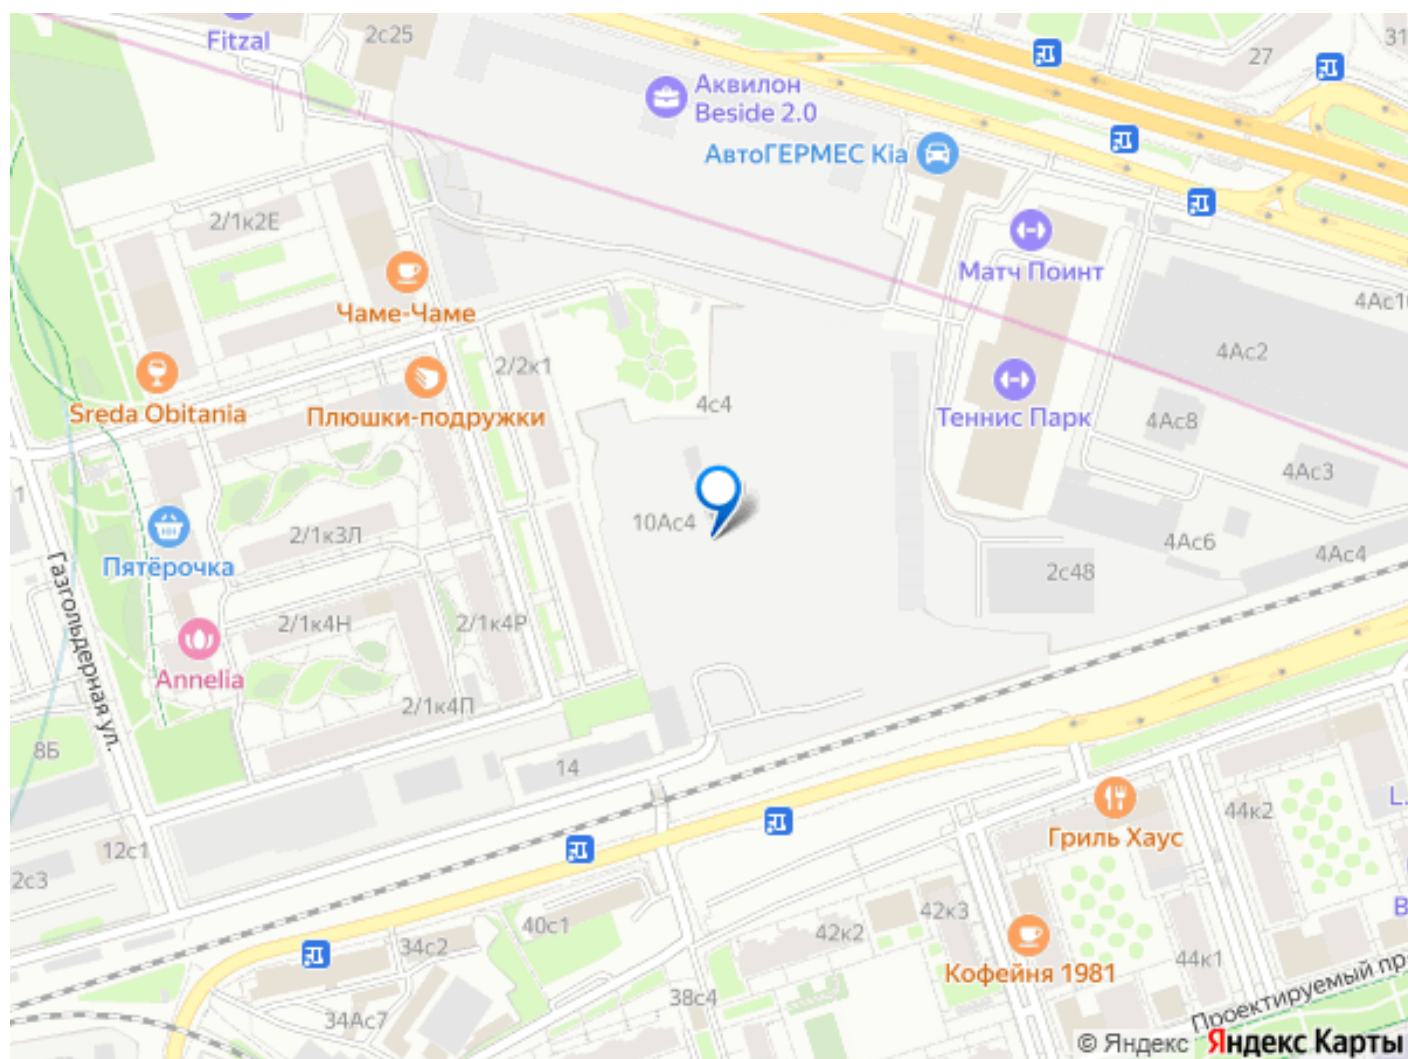 Fitzal
2с25
Аквилон
Beside 2.0
27
31
АвтоГЕРМЕС Kia
2/1к2Е
Матч Поинт
Чаме-Чаме
4Ас2
2/2к1
Sreda Obitania
Плюшки-подружки
4с4
Теннис Парк
4Ас8
4Ас3
1
10Ас4
2/1к3Л
Пятёрочка
4Ас6
4Ас4
2с48
Газгольдерная ул.
2/1к4Н
2/1к4Р
Annelia
2/1к4П
8Б
14
Гриль Хаус
44к2
L.
12с1
2с3
42к3
B
40с1
34с2
42к2
Кофейня 1981
44к1
38с4
34Ас7
Проектируемый пр
© Яндекс Яндекс Карты